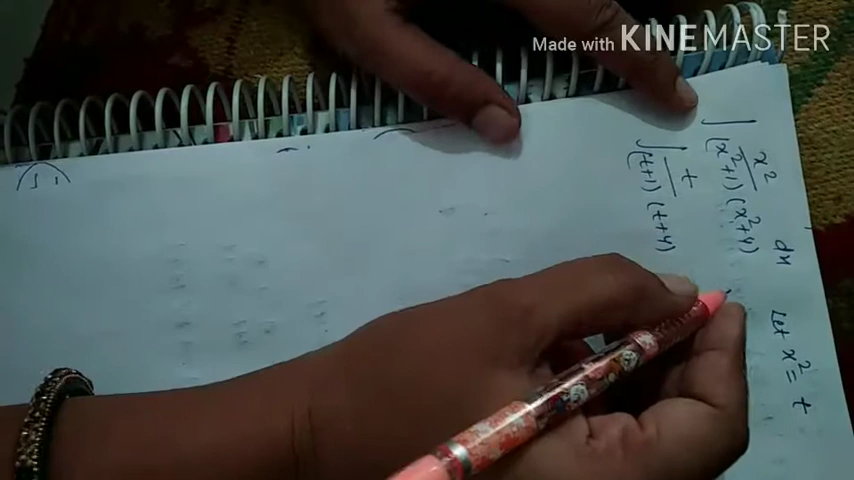 Made with KINEMASTER
∫ x²/((x²+1)(x²+4)) dx Let x² = t
∫ t/((t+1)(t+4))